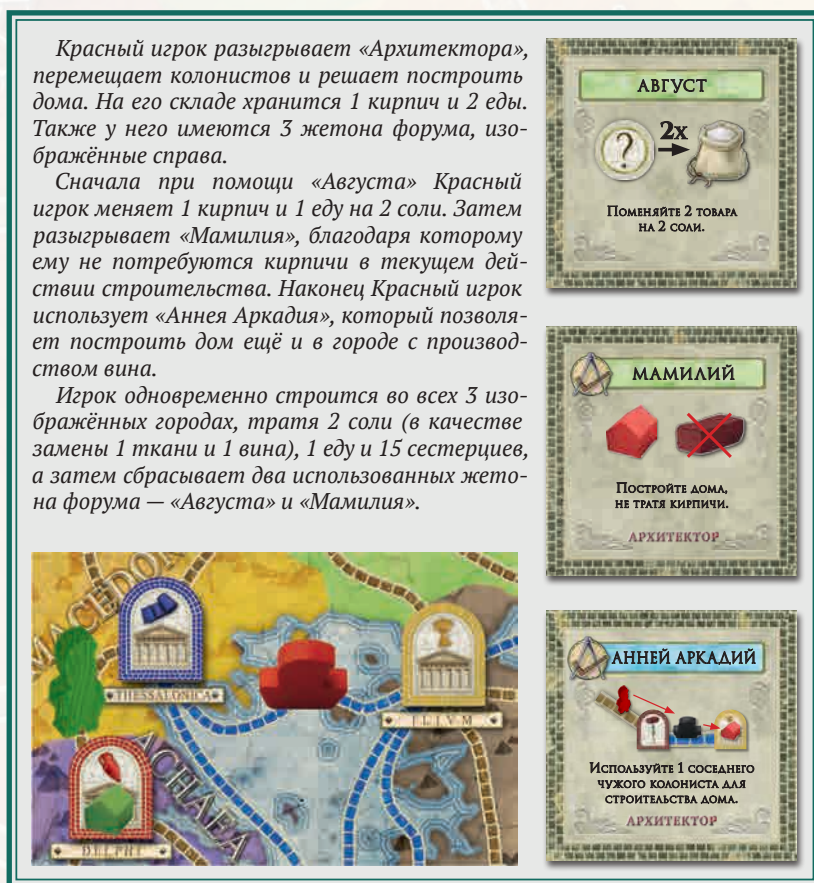 Красный игрок разыгрывает «Архитектора»,
перемещает колонистов и решает построить
дома. На его складе хранится 1 кирпич и 2 еды.
Также у него имеются 3 жетона форума, изо-
бражённые справа.
Сначала при помощи «Августа» Красный
игрок меняет 1 кирпич и 1 еду на 2 соли. Затем
разыгрывает «Мамилия», благодаря которому
ему не потребуются кирпичи в текущем дей-
ствии строительства. Наконец Красный игрок
использует «Аннея Аркадия», который позволя-
ет построить дом ещё и в городе с производ-
ством вина.
Игрок одновременно строится во всех 3 изо-
бражённых городах, тратя 2 соли (в качестве
замены 1 ткани и 1 вина), 1 еду и 15 сестерциев,
а затем сбрасывает два использованных жето-
на форума — «Августа» и «Мамилия».
АВГУСТ
?
2x
Поменяйте 2 товара
на 2 соли.
МАМИЛИЙ
Постройте дома,
не тратя кирпичи.
АРХИТЕКТОР
АННЕЙ АРКАДИЙ
Используйте 1 соседнего
чужого колониста для
строительства дома.
АРХИТЕКТОР
MACEDON
THESSALONICA
ILIVM
ACHAEA
DELPHI